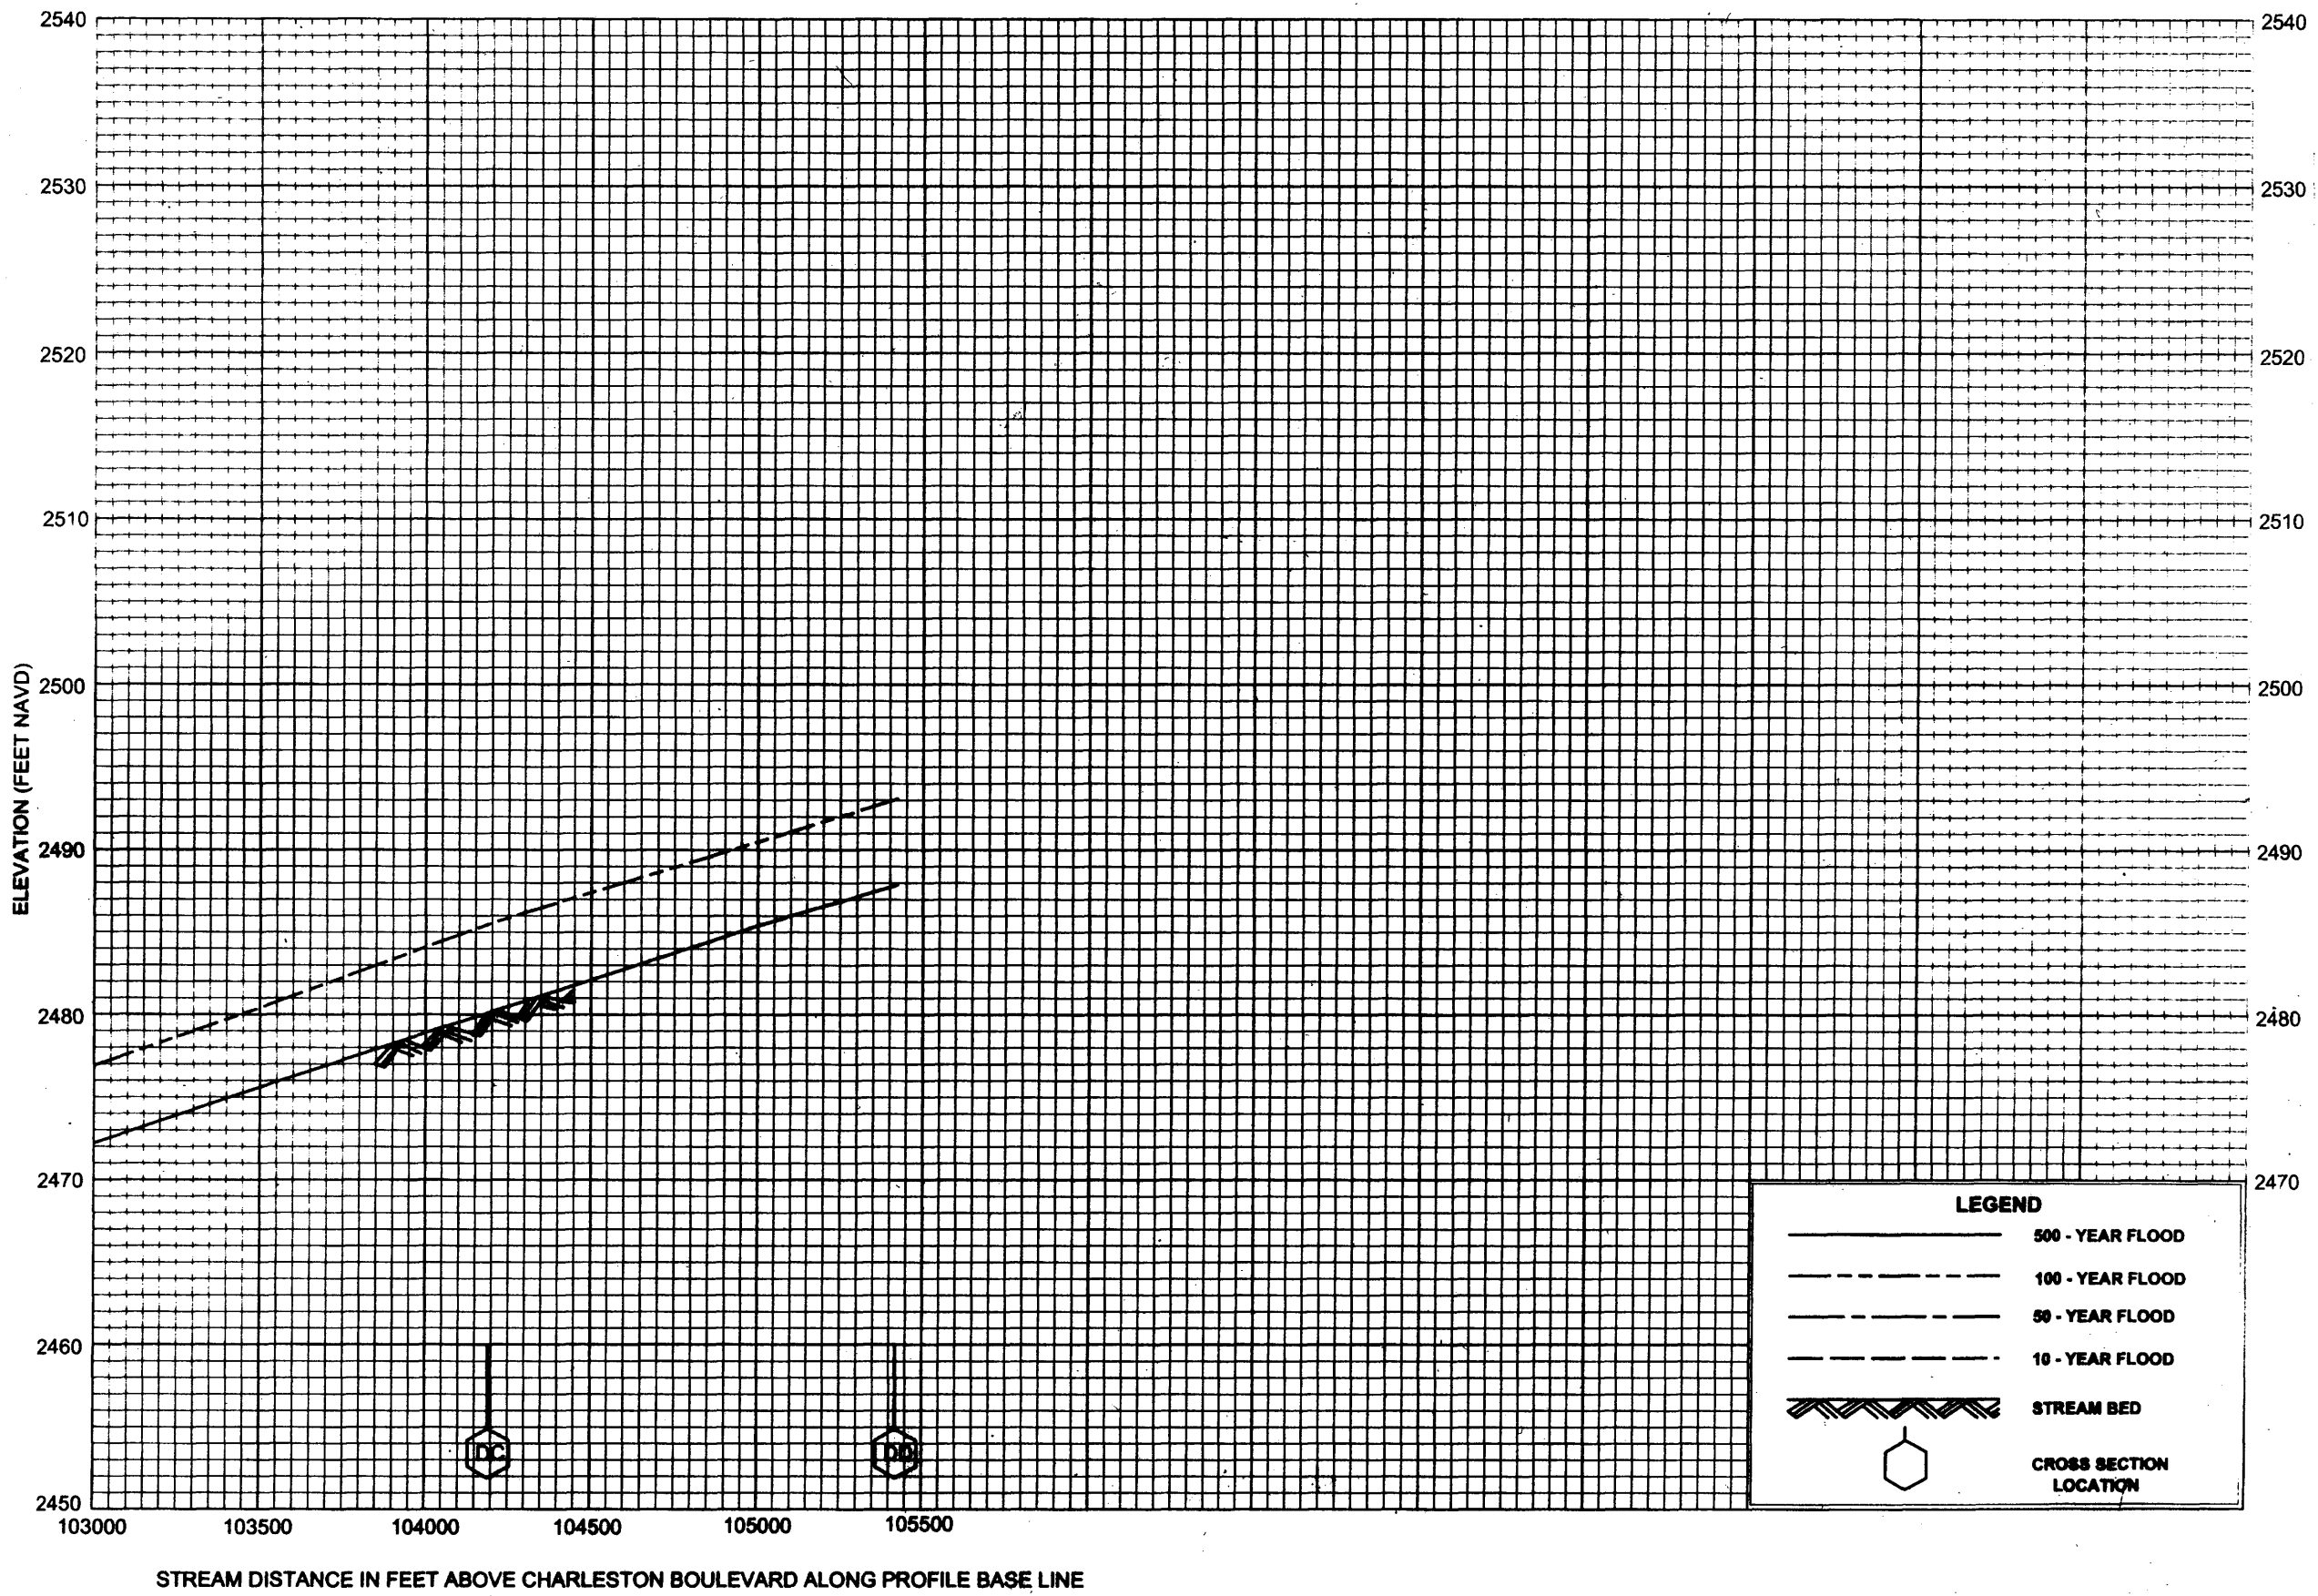 2540
2530
2520
2510
2500
2490
2480
2470
2460
2450
ELEVATION (FEET NAVD)
2540
2530
2520
2510
2500
2490
2480
2470
LEGEND
500 - YEAR FLOOD
100 - YEAR FLOOD
50 - YEAR FLOOD
10 - YEAR FLOOD
STREAM BED
CROSS SECTION
LOCATION
DC
DD
103000 103500 104000 104500 105000 105500
STREAM DISTANCE IN FEET ABOVE CHARLESTON BOULEVARD ALONG PROFILE BASE LINE